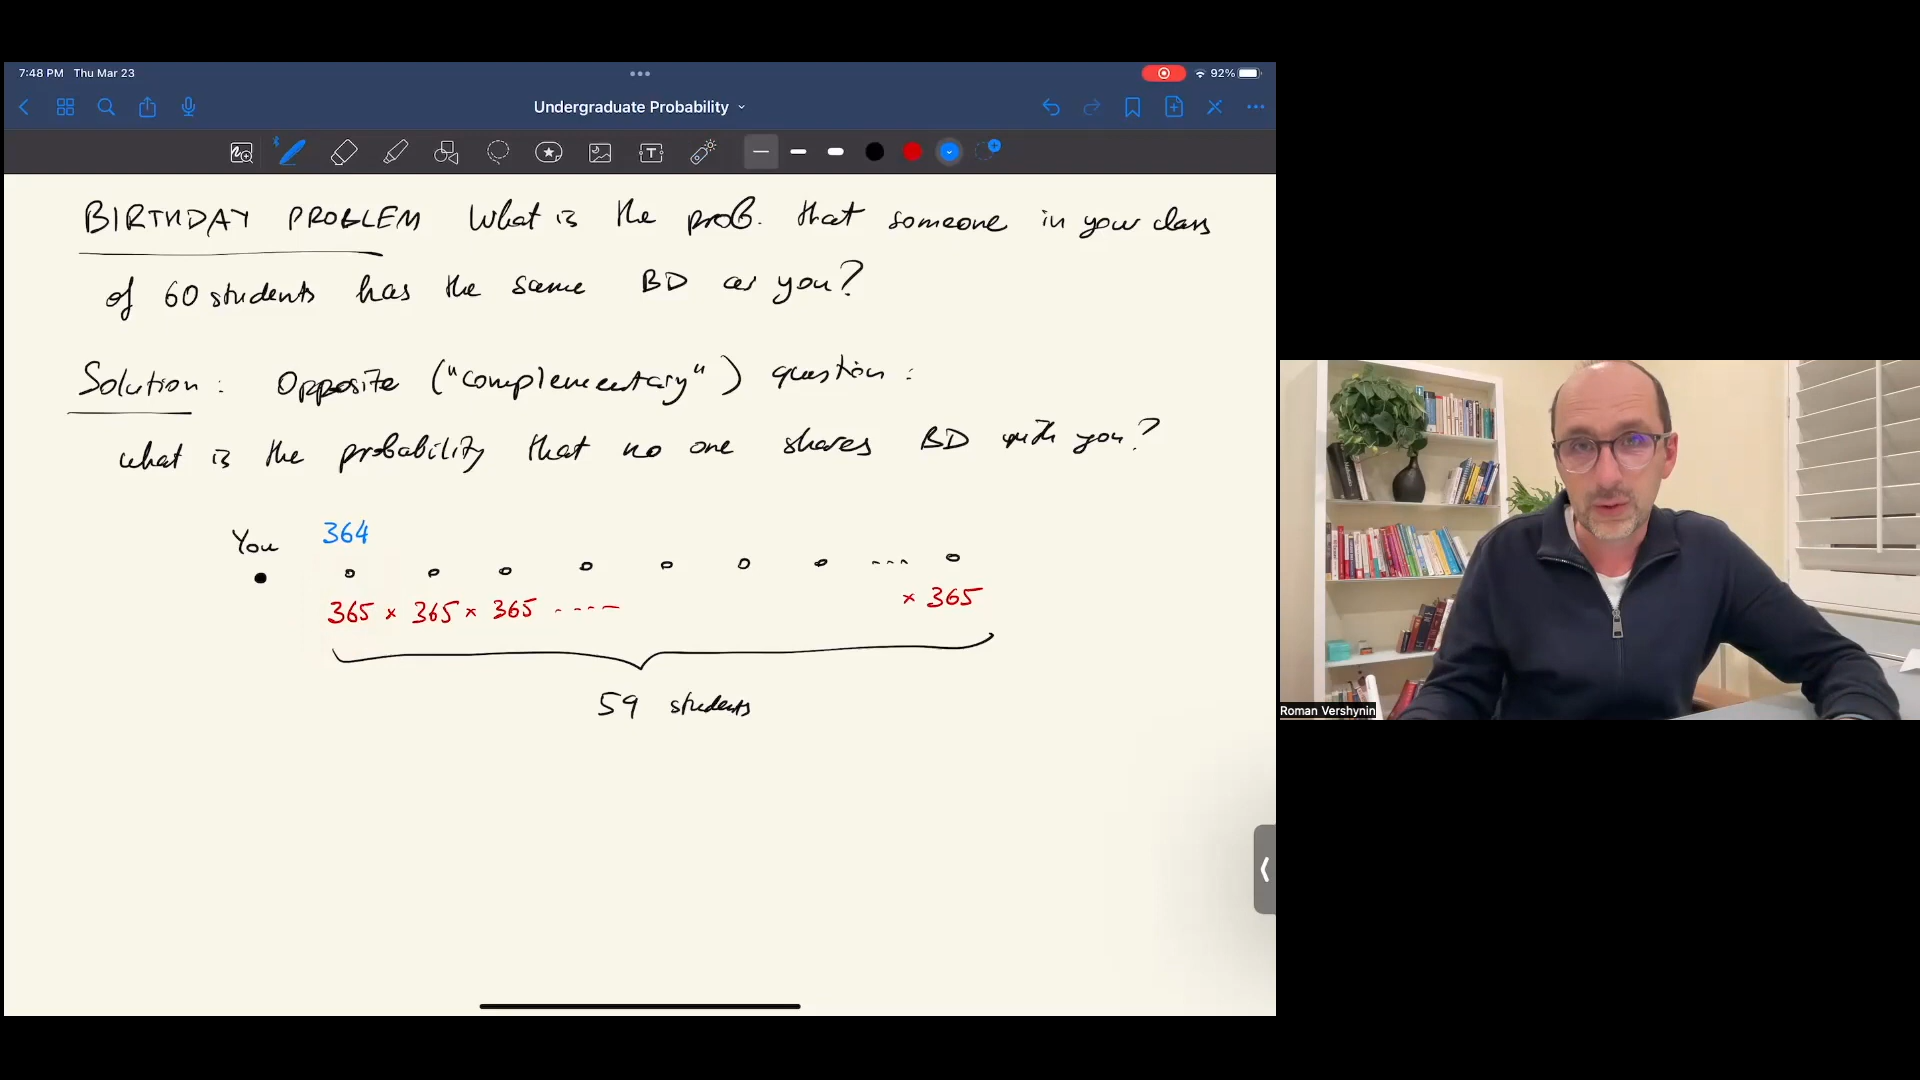 7:48 PM Thu Mar 23
92%
Undergraduate Probability
BIRTHDAY PROBLEM What is the prob. that someone in your class
of 60 students has the same BD as you?
Solution: Opposite ("complementary") question:
what is the probability that no one shares BD with you?
You 364
365 × 365 × 365 ---- × 365
59 students
Roman Vershynin